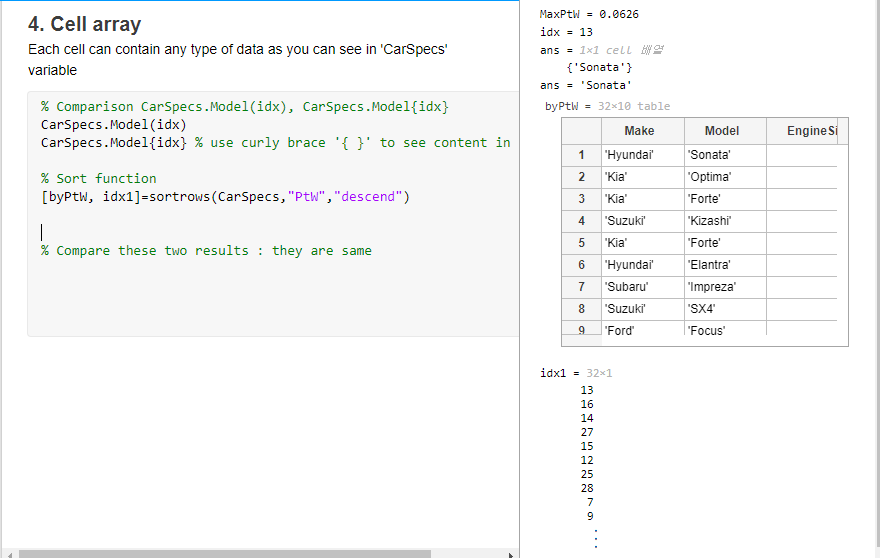 4. Cell array
Each cell can contain any type of data as you can see in 'CarSpecs'
variable
% Comparison CarSpecs.Model(idx), CarSpecs.Model{idx}
CarSpecs.Model(idx)
CarSpecs.Model{idx} % use curly brace '{ }' to see content in
% Sort function
[byPtW, idx1]=sortrows(CarSpecs,"PtW","descend")
% Compare these two results : they are same
MaxPtW = 0.0626
idx = 13
ans = 1×1 cell 배열
{'Sonata'}
ans = 'Sonata'
byPtW = 32×10 table
Make Model EngineSi
1 'Hyundai' 'Sonata'
2 'Kia' 'Optima'
3 'Kia' 'Forte'
4 'Suzuki' 'Kizashi'
5 'Kia' 'Forte'
6 'Hyundai' 'Elantra'
7 'Subaru' 'Impreza'
8 'Suzuki' 'SX4'
9 'Ford' 'Focus'
idx1 = 32×1
13
16
14
27
15
12
25
28
7
9
⋮